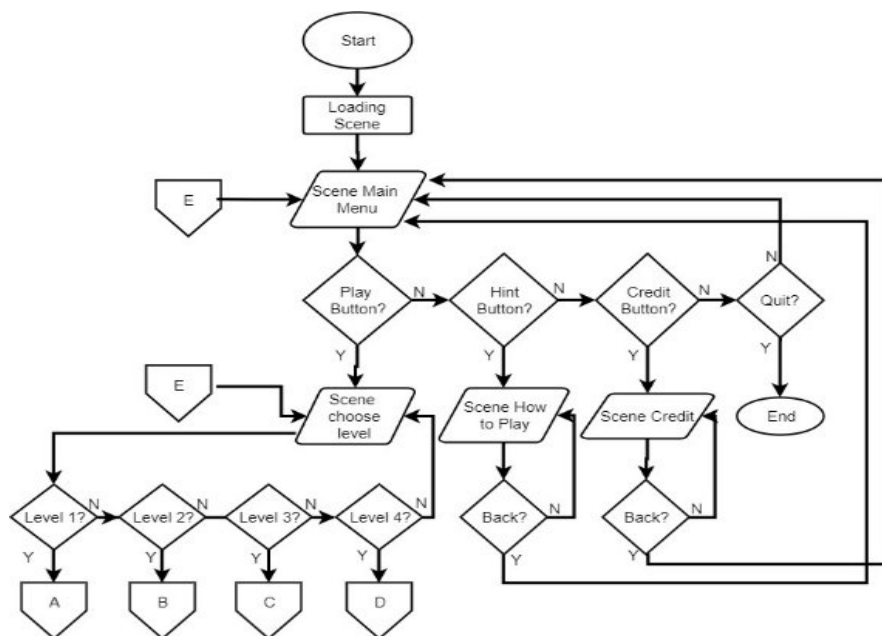 Start
Loading
Scene
Scene Main
Menu
E
Play
Button?
N
Hint
Button?
N
Credit
Button?
N
Quit?
N
Y
Y
Y
Y
E
Scene
choose
level
Scene How
to Play
Scene Credit
End
Level 1?
N
Level 2?
N
Level 3?
N
Level 4?
N
Back?
N
Back?
N
Y
Y
Y
Y
Y
Y
A
B
C
D